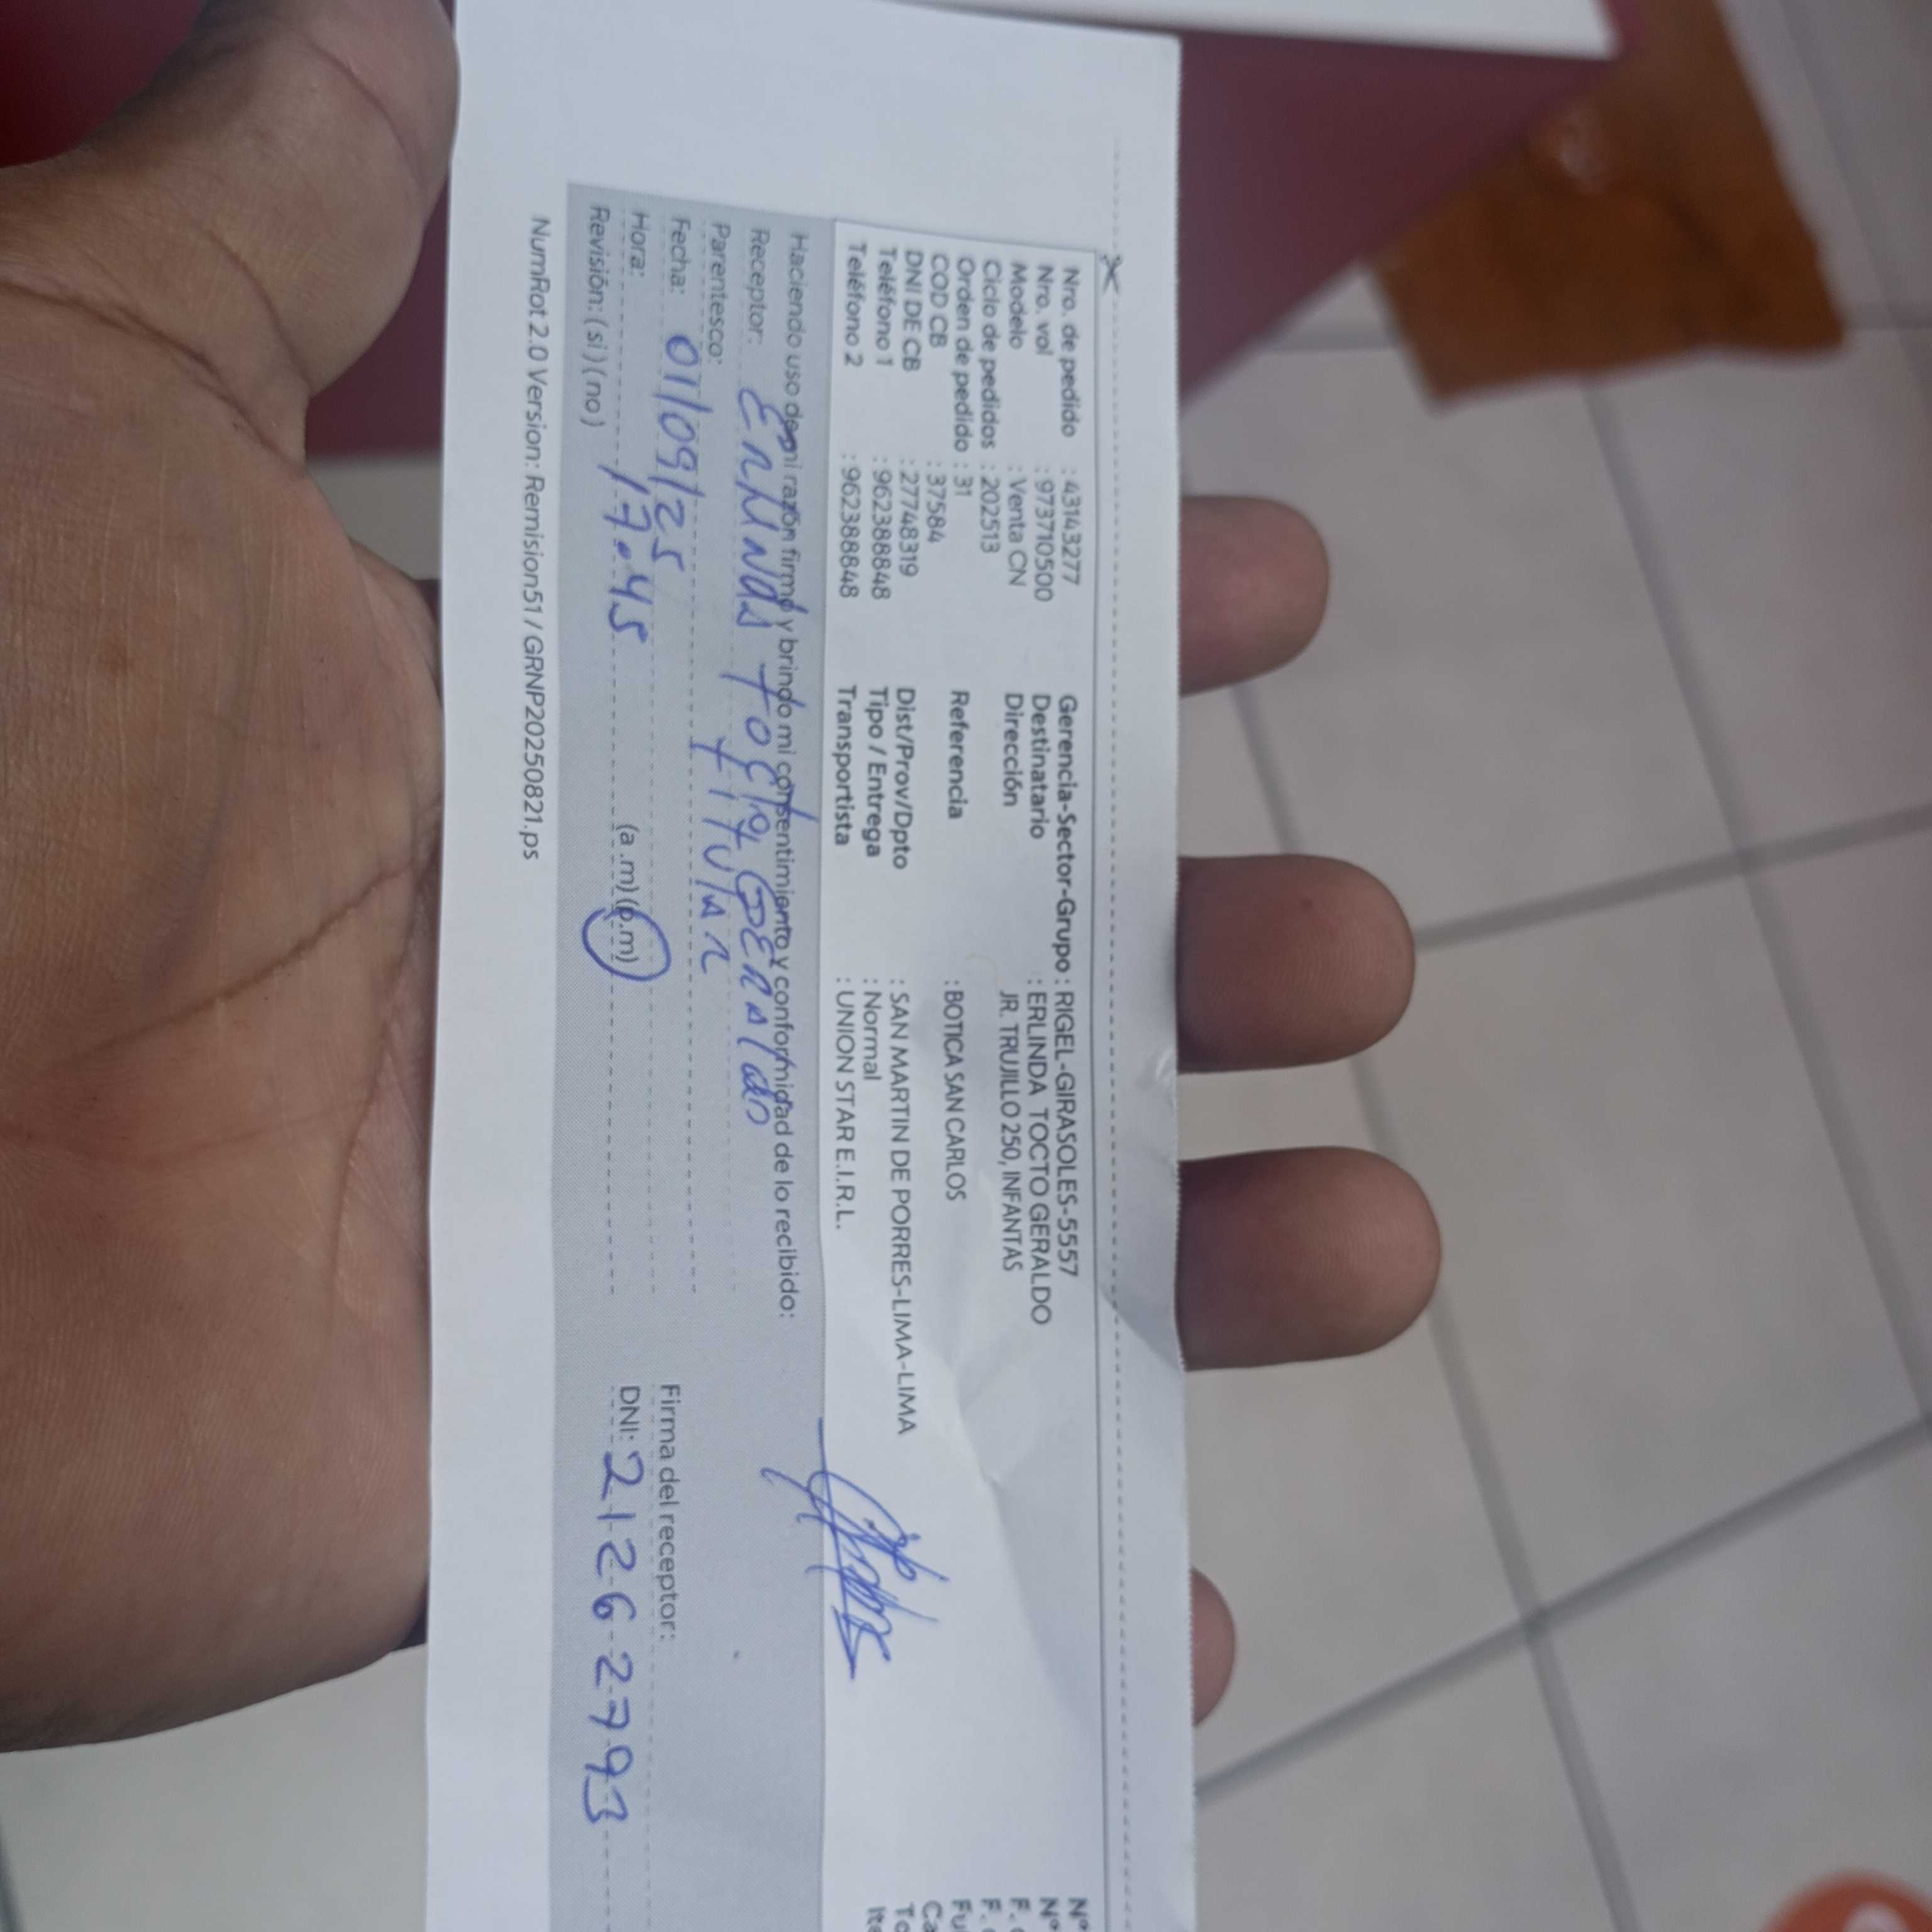 Nro. de pedido : 43143277
Nro. vol : 973710500
Modelo : Venta CN
Ciclo de pedidos : 202513
Orden de pedido : 31
COD CB : 37584
DNI DE CB : 27748319
Teléfono 1 : 962388848
Teléfono 2 : 962388848
Gerencia-Sector-Grupo : RIGEL-GIRASOLES-5557
Destinatario : ERLINDA TOCTO GERALDO
Dirección JR. TRUJILLO 250, INFANTAS
Referencia : BOTICA SAN CARLOS
Dist/Prov/Dpto : SAN MARTIN DE PORRES-LIMA-LIMA
Tipo / Entrega : Normal
Transportista : UNION STAR E.I.R.L.
N°
N°
F.
F.
Fu
Ca
To
Ite
Haciendo uso de mi razón firmo y brindo mi consentimiento y conformidad de lo recibido:
Receptor: GERALDO
Parentesco: TITULAR
Fecha: 01/09/25
Hora: 17.45 (a .m) (p.m)
Revisión: (si) (no)
Firma del receptor:
DNI: 21262793
NumRot 2.0 Version: Remision51 / GRNP20250821.ps